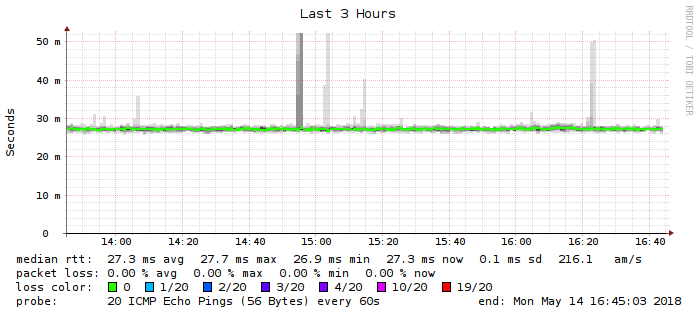 Last 3 Hours
RRDTOOL / TOBI OETIKER
Seconds
50 m
40 m
30 m
20 m
10 m
0
14:00 14:20 14:40 15:00 15:20 15:40 16:00 16:20 16:40
median rtt: 27.3 ms avg 27.7 ms max 26.9 ms min 27.3 ms now 0.1 ms sd 216.1 am/s
packet loss: 0.00 % avg 0.00 % max 0.00 % min 0.00 % now
loss color: 0 1/20 2/20 3/20 4/20 10/20 19/20
probe: 20 ICMP Echo Pings (56 Bytes) every 60s end: Mon May 14 16:45:03 2018